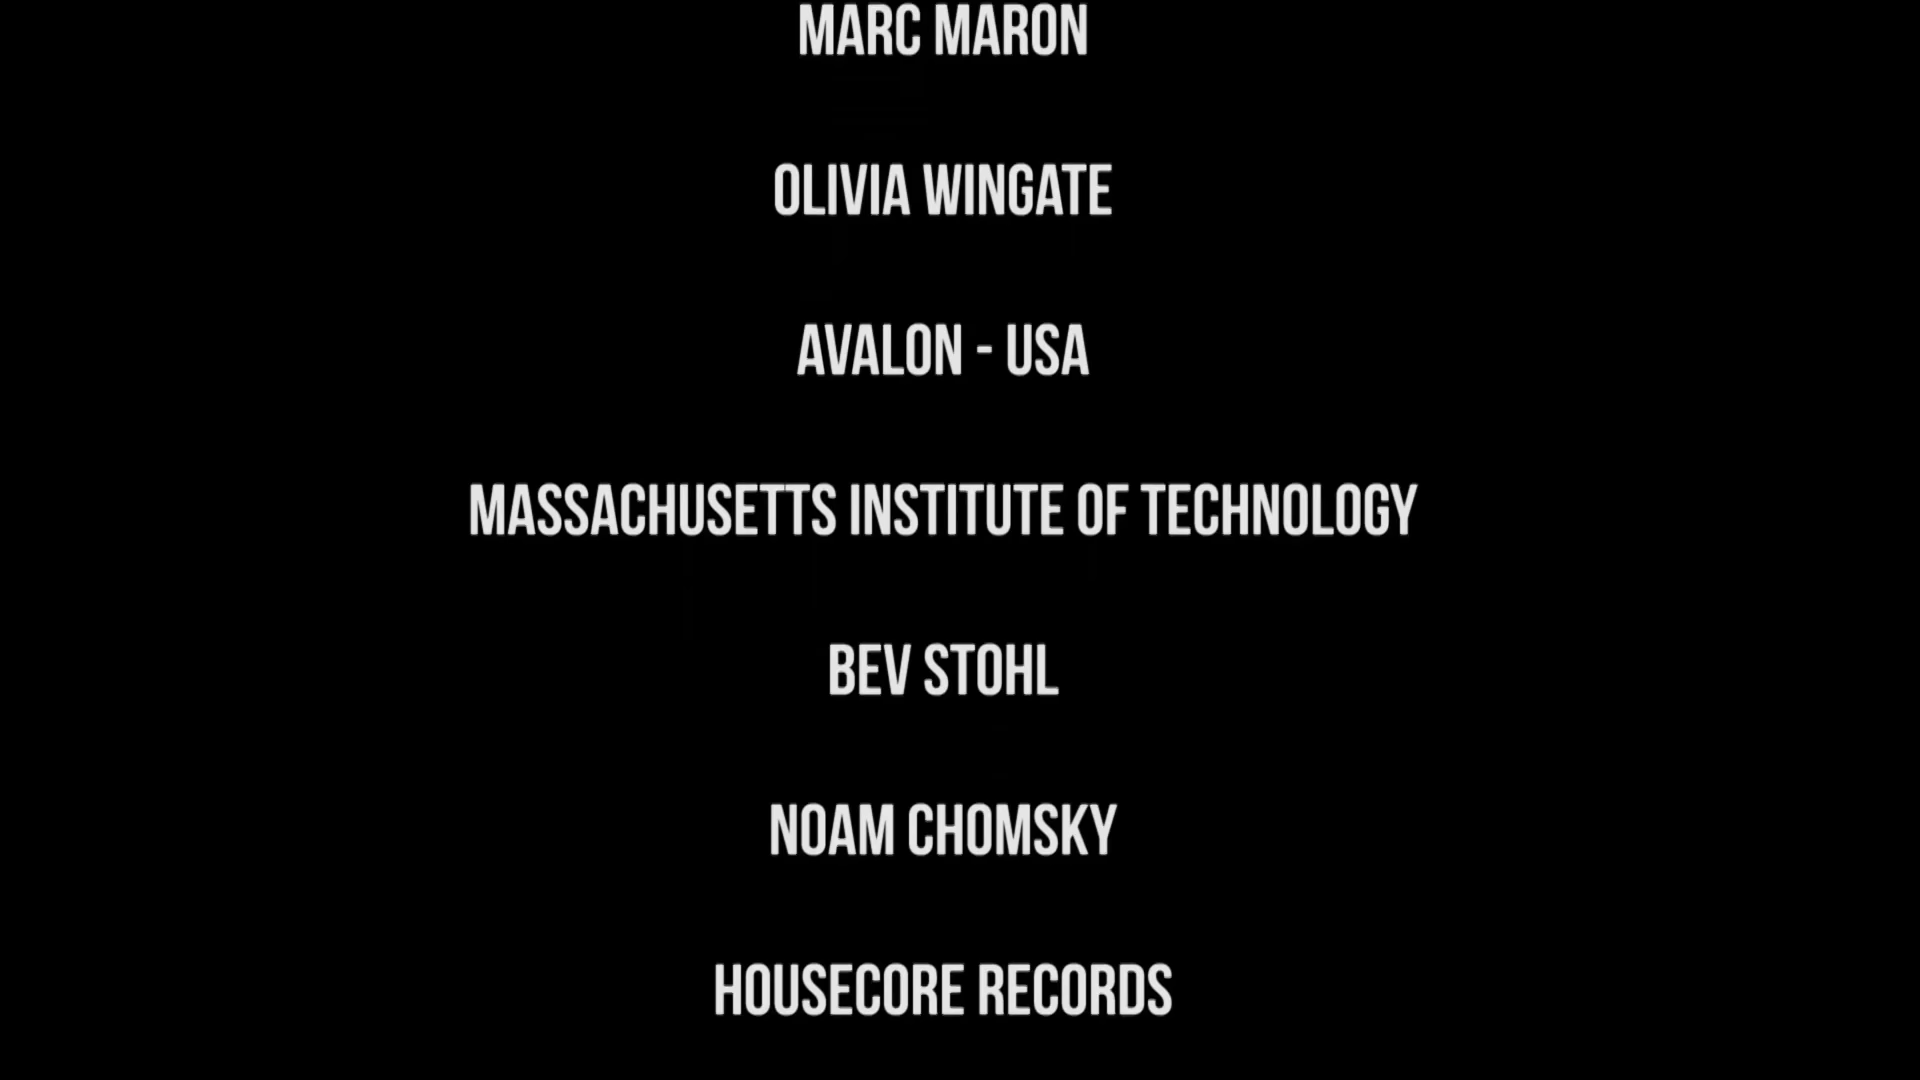 MARC MARON
OLIVIA WINGATE
AVALON - USA
MASSACHUSETTS INSTITUTE OF TECHNOLOGY
BEV STOHL
NOAM CHOMSKY
HOUSECORE RECORDS